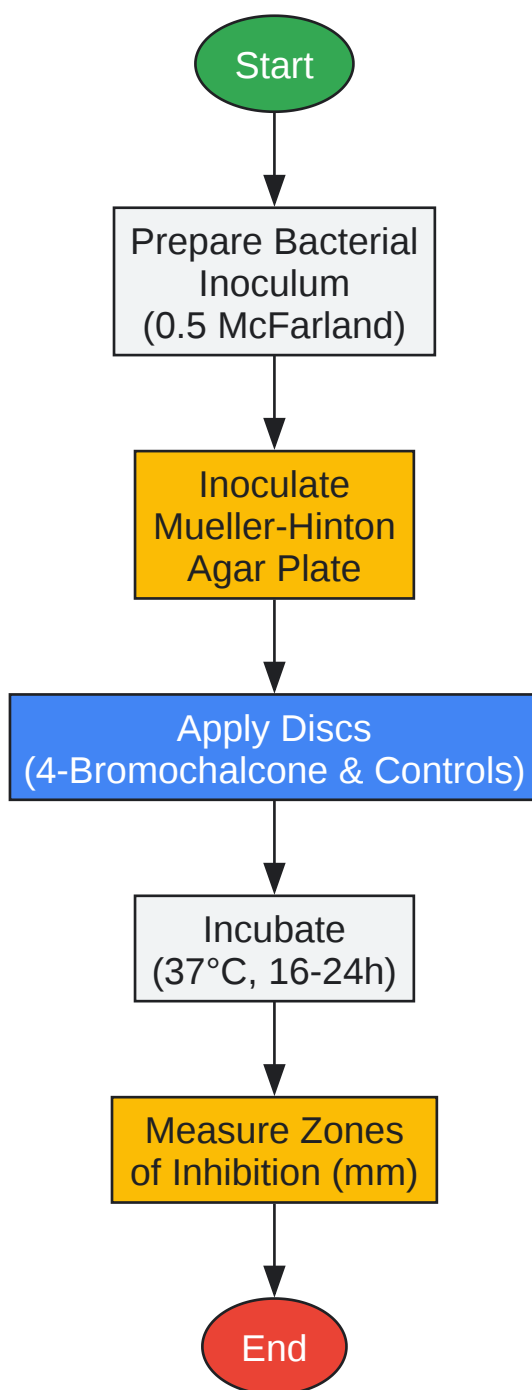 Start
Prepare Bacterial
Inoculum
(0.5 McFarland)
Inoculate
Mueller-Hinton
Agar Plate
Apply Discs
(4-Bromochalcone & Controls)
Incubate
(37°C, 16-24h)
Measure Zones
of Inhibition (mm)
End